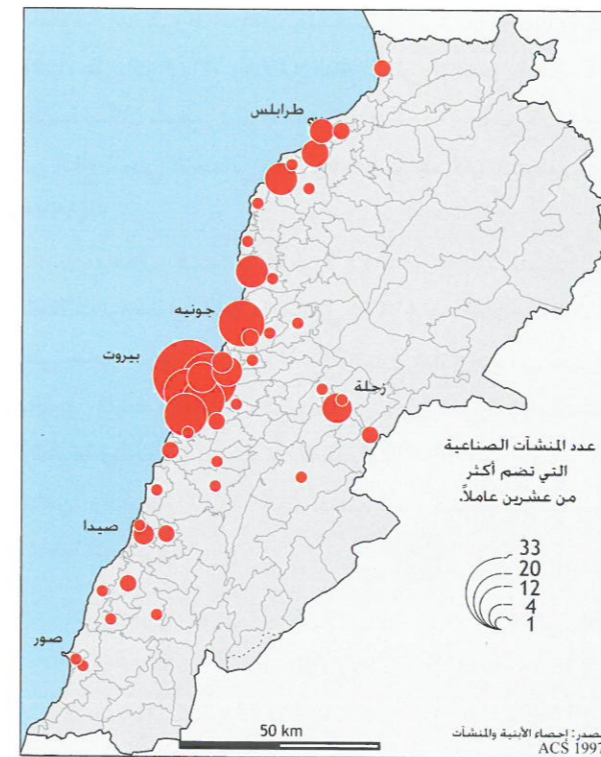 طرابلس
جونيه
بيروت
زحلة
صيدا
صور
عدد المنشآت الصناعية
التي تضم أكثر
من عشرين عاملاً.
33
20
12
4
1
50 km
مصدر: إحصاء الأبنية والمنشآت
ACS 1997